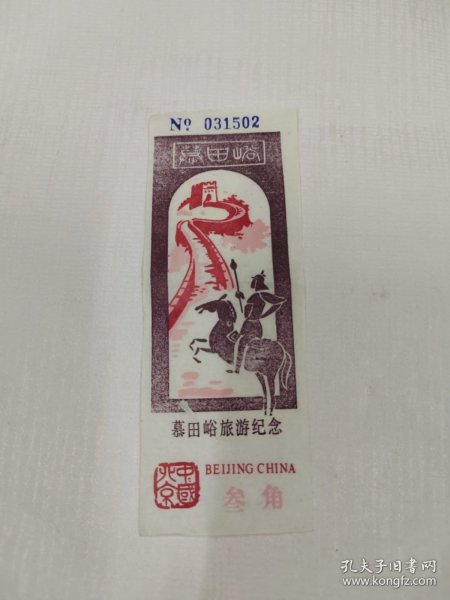 Nº 031502
慕田峪
慕田峪旅游纪念
中國
北京
BEIJING CHINA
叁角
孔夫子旧书网
www.kongfz.com